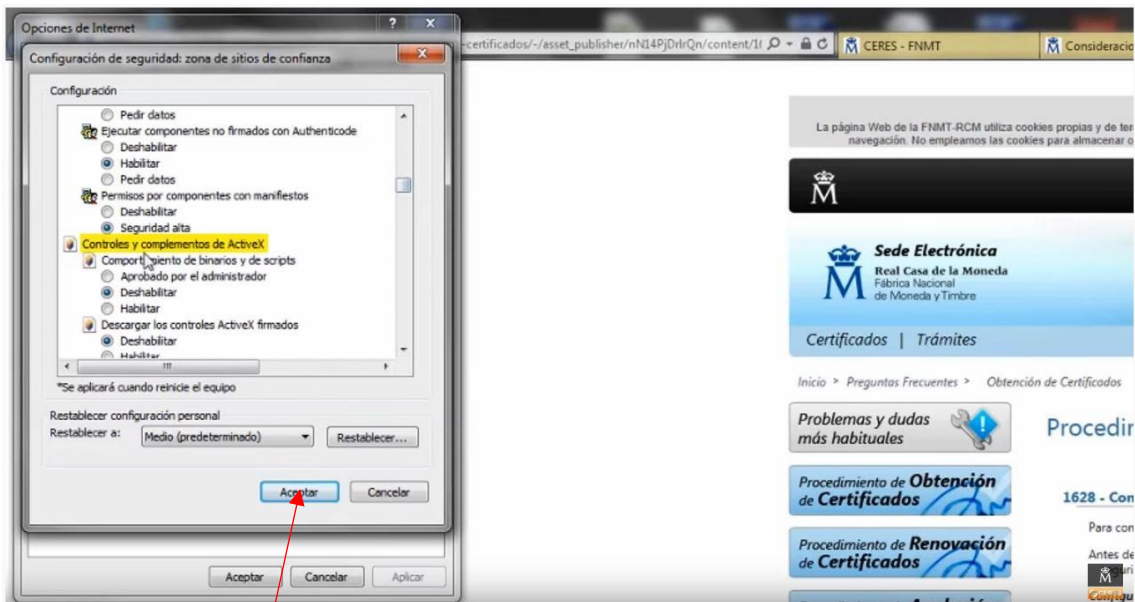 Opciones de Internet
Configuración de seguridad: zona de sitios de confianza
Configuración
Pedir datos
Ejecutar componentes no firmados con Authenticode
Deshabilitar
Habilitar
Pedir datos
Permisos por componentes con manifiestos
Deshabilitar
Seguridad alta
Controles y complementos de ActiveX
Comportamiento de binarios y de scripts
Aprobado por el administrador
Deshabilitar
Habilitar
Descargar los controles ActiveX firmados
Deshabilitar
Habilitar
*Se aplicará cuando reinicie el equipo
Restablecer configuración personal
Restablecer a:
Medio (predeterminado)
Restablecer...
Aceptar
Cancelar
Aceptar
Cancelar
Aplicar
-certificados/-/asset_publisher/nN14PjDrIrQn/content/1(
CERES - FNMT
Consideracio
La página Web de la FNMT-RCM utiliza cookies propias y de ter
navegación. No empleamos las cookies para almacenar o
Sede Electrónica
Real Casa de la Moneda
Fábrica Nacional
de Moneda y Timbre
Certificados | Trámites
Inicio > Preguntas Frecuentes > Obtención de Certificados
Problemas y dudas
más habituales
Procedir
Procedimiento de Obtención
de Certificados
1628 - Con
Para con
Procedimiento de Renovación
de Certificados
Antes de